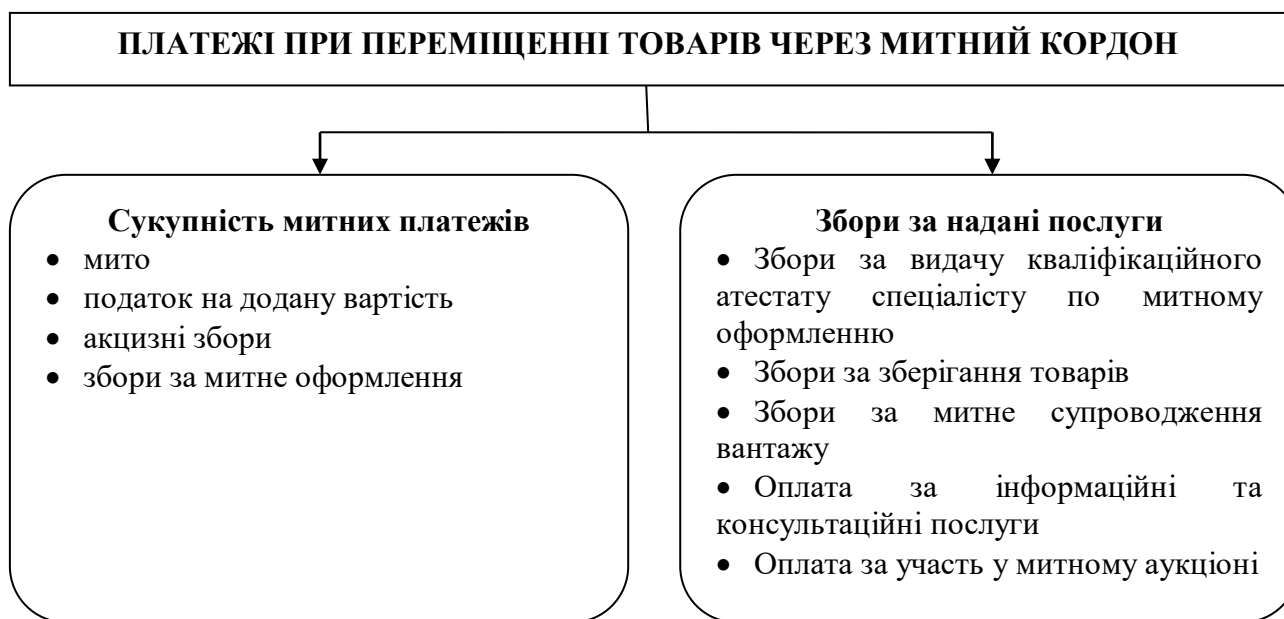 ПЛАТЕЖІ ПРИ ПЕРЕМІЩЕННІ ТОВАРІВ ЧЕРЕЗ МИТНИЙ КОРДОН
Сукупність митних платежів
• мито
• податок на додану вартість
• акцизні збори
• збори за митне оформлення
Збори за надані послуги
• Збори за видачу кваліфікаційного
атестату спеціалісту по митному
оформленню
• Збори за зберігання товарів
• Збори за митне супроводження
вантажу
• Оплата за інформаційні та
консультаційні послуги
• Оплата за участь у митному аукціоні